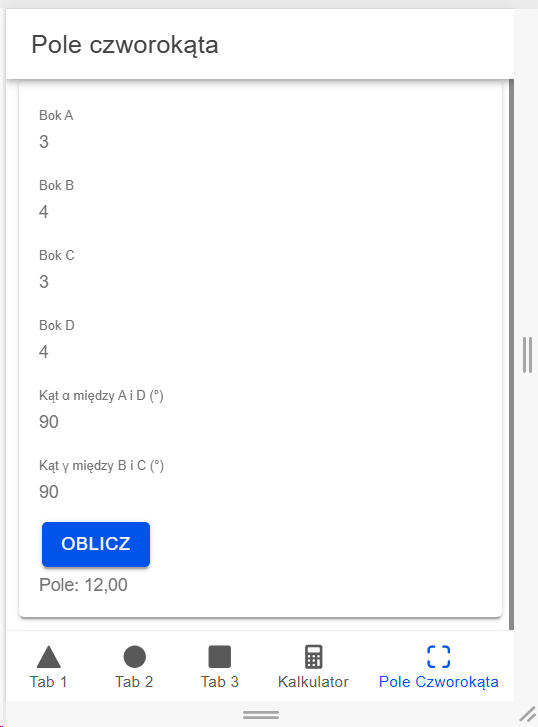 Pole czworokąta
Bok A
3
Bok B
4
Bok C
3
Bok D
4
Kąt α między A i D (°)
90
Kąt γ między B i C (°)
90
OBLICZ
Pole: 12,00
Tab 1
Tab 2
Tab 3
Kalkulator
Pole Czworokąta